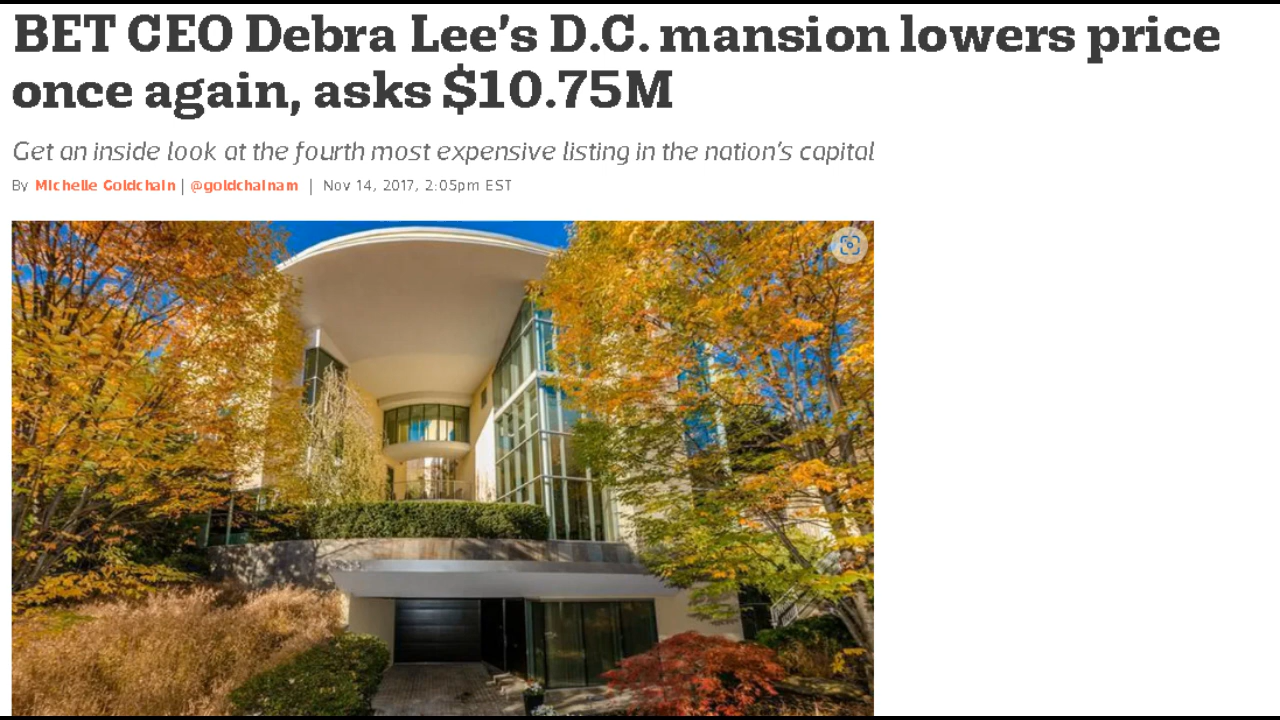 BET CEO Debra Lee’s D.C. mansion lowers price
once again, asks $10.75M
Get an inside look at the fourth most expensive listing in the nation’s capital
By Michelle Goldchain | @goldchainam | Nov 14, 2017, 2:05pm EST